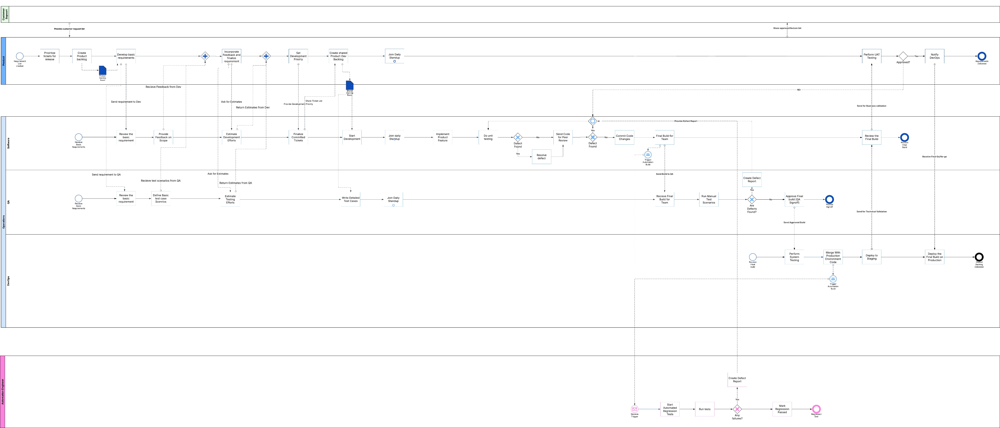 Customer
Supoort
Provide customer request list
Share approved feature list
Product
Requirement
List
created
Prioirtize
tickets for
release
Create
Product
backlog
Product
Backlog
Board
Develop basic
requirements
Incorporate
Feedback and
finalize
requirement
Set
Development
Prioirty
Create shared
Product-Dev
Backlog
Shared
Backlog
Board
Join Daily
Standup
Perform UAT
Testing
Approved?
Yes
Notify
DevOps
Requirements
Delivered
Recieve Feedback from Dev
NO
Send requirement to Dev
Ask for Estimates
Return Estimates from Dev
Provide Development Prioirty
Share Ticket List
Send for Business validation
Receive Final Go/No-go
Operations
Software
Receive
Basic
Requirements
Review the
basic
requirement
Provide
Feedback on
Scope
Estimate
Development
Efforts
Finalize
Committed
Tickets
Start
Development
Join daily
Standup
Implement
Product
Feature
Do unit
testing
Defect
Found
No
Yes
Resolve
defect
Send Code
for Peer
Review
Yes
Defect
Found
No
Provide Defect Report
Commit Code
Changes
Final Build for
Team
Trigger
Automation
Build
Review the
Final Build
Receive
Final
Build
Send requirement to QA
Recieve test scenarios from QA
Ask for Estimates
Return Estimates from QA
Send Build to QA
QA
Receive
Basic
Requirements
Review the
basic
requirement
Define Basic
test case
Scenrios
Estimate
Testing
Efforts
Write Detailed
Test Cases
Join Daily
Standup
Recieve Final
Build for
Team
Run Manual
Test
Scenarios
Create Defect
Report
Yes
Are
Defects
Found?
No
Approve Final
build (QA
Signoff)
Provide
Signoff
Send Approved Build
Send for Technical Validation
DevOps
Receive
Final
build
Perform
System
Testing
Merge With
Production
Environment
Code
Trigger
Automation
Build
Deploy to
Staging
Deploy the
Final Build on
Production
Shared
Backlog
Delivered
Automation Engineer
Receive
Trigger
Start
Automated
Regression
Tests
Run tests
Create Defect
Report
Yes
Any
failures?
Mark
Regression
Passed
Regression
End